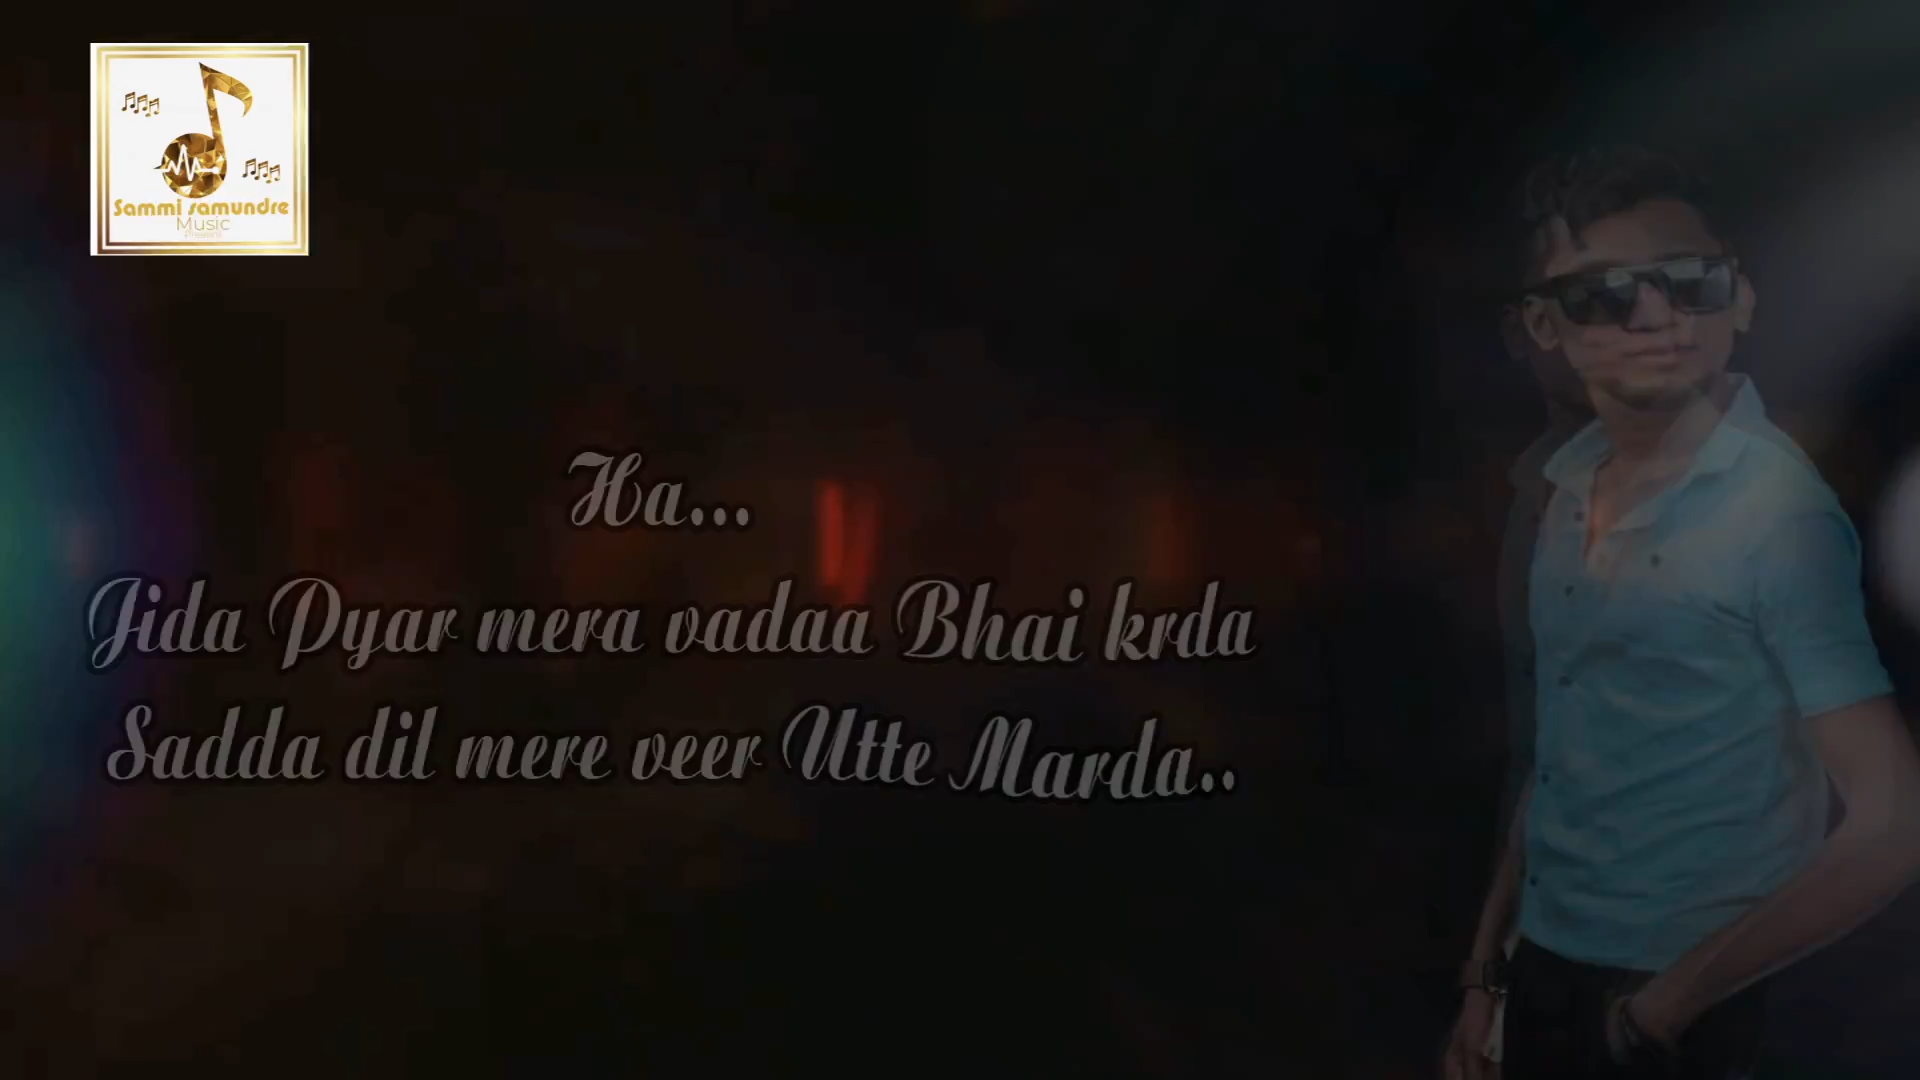 Sammi samundre
Music
Ha...
Jida Pyar mera vadaa Bhai krda
Sadda dil mere veer Utte Marda..